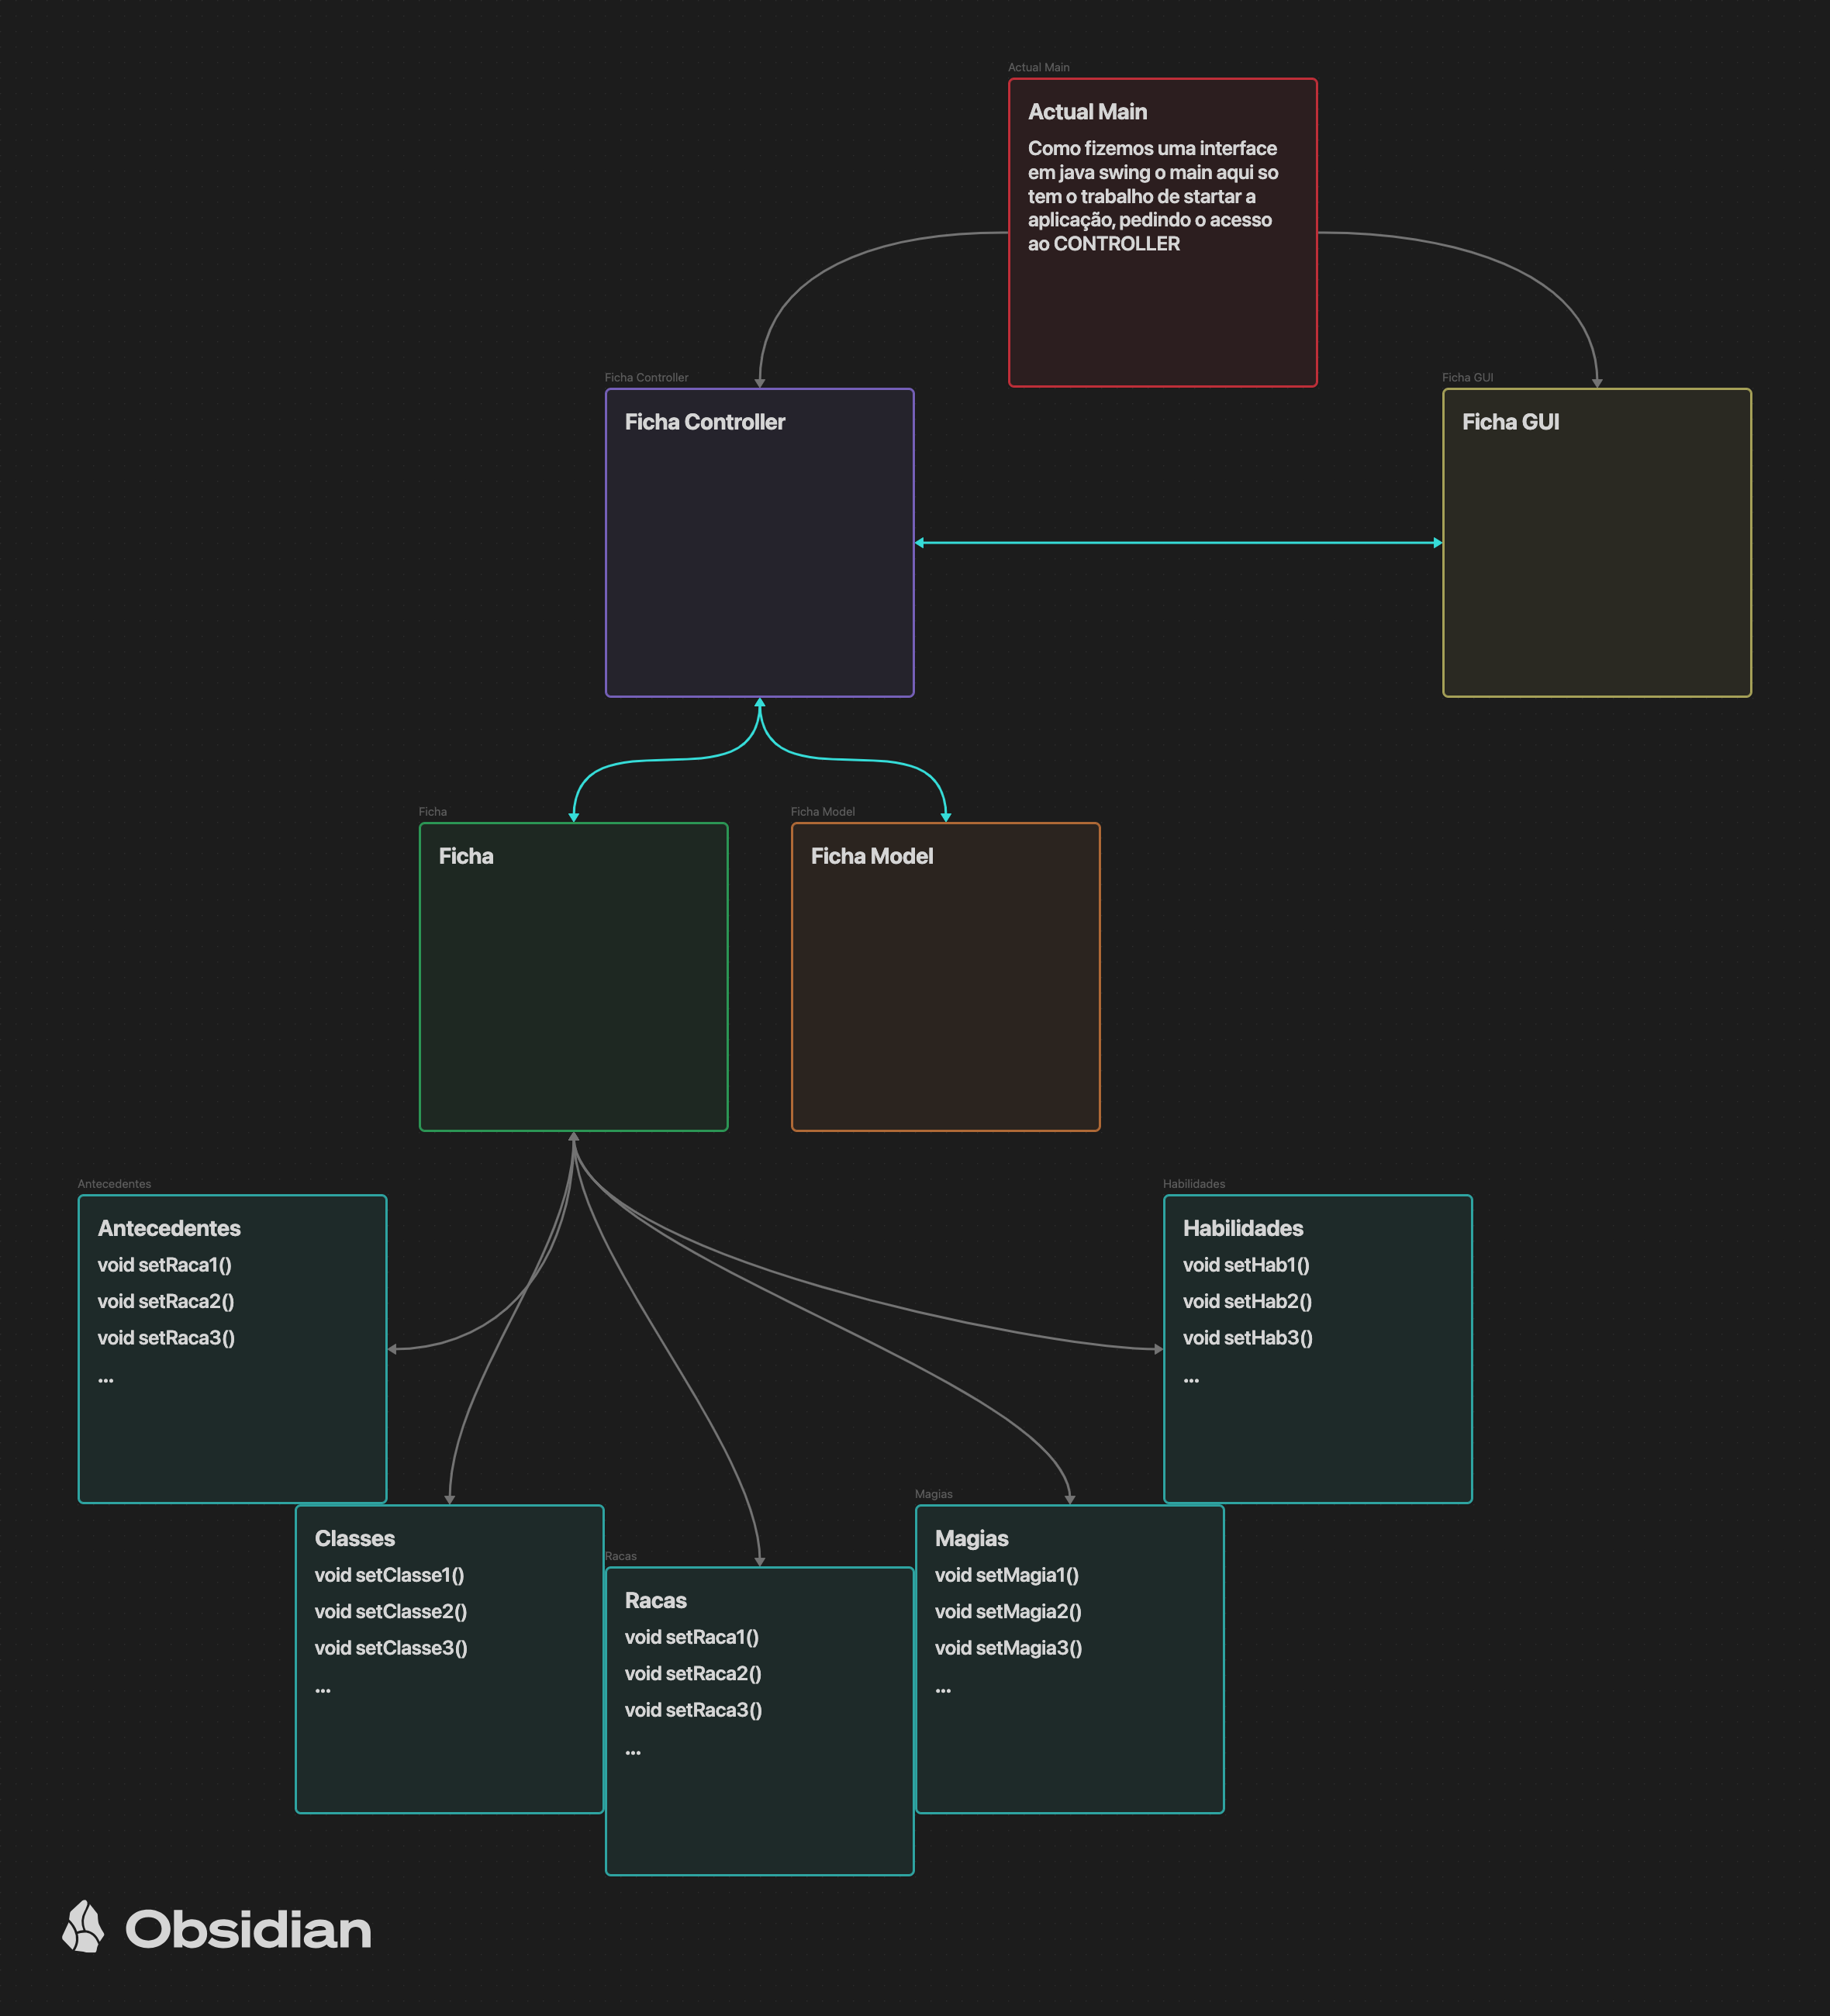 Actual Main
Actual Main
Como fizemos uma interface
em java swing o main aqui so
tem o trabalho de startar a
aplicação, pedindo o acesso
ao CONTROLLER
Ficha Controller
Ficha Controller
Ficha GUI
Ficha GUI
Ficha
Ficha
Ficha Model
Ficha Model
Antecedentes
Antecedentes
void setRaca1()
void setRaca2()
void setRaca3()
...
Habilidades
Habilidades
void setHab1()
void setHab2()
void setHab3()
...
Classes
void setClasse1()
void setClasse2()
void setClasse3()
...
Racas
Racas
void setRaca1()
void setRaca2()
void setRaca3()
...
Magias
Magias
void setMagia1()
void setMagia2()
void setMagia3()
...
Obsidian